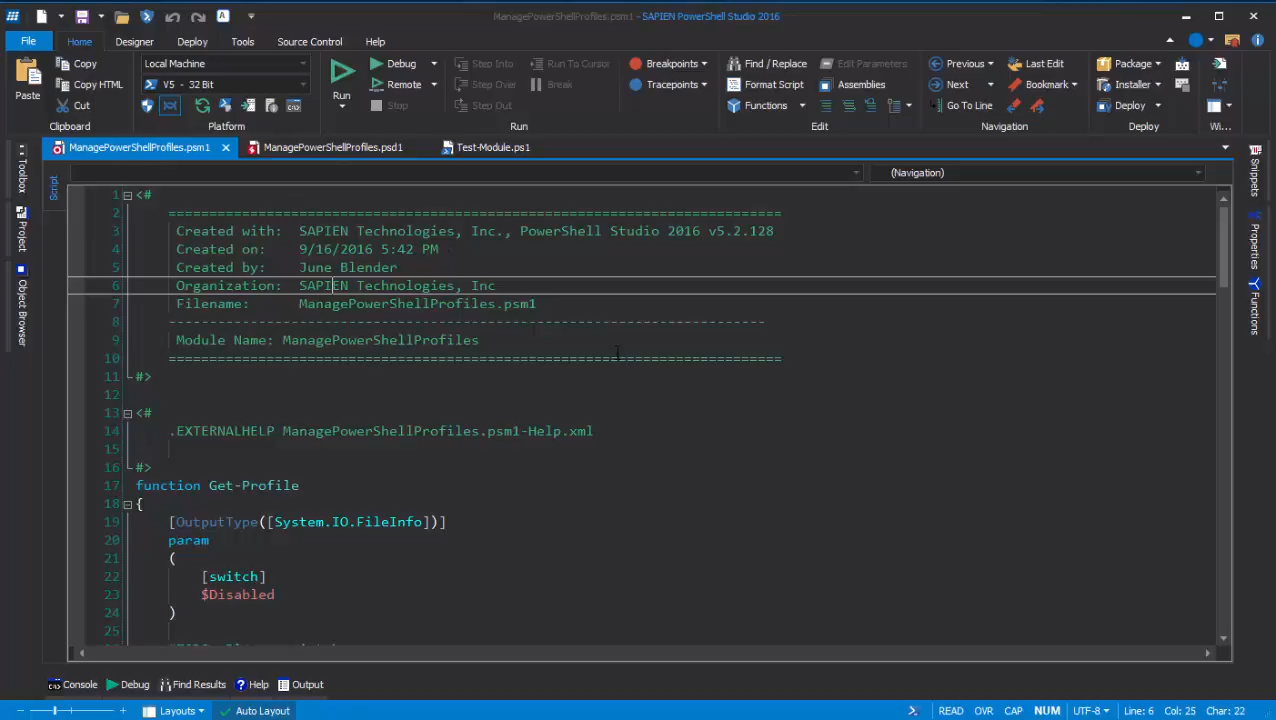 ManagePowerShellProfiles.psm1 - SAPIEN PowerShell Studio 2016
File Home Designer Deploy Tools Source Control Help
Paste
Copy
Copy HTML
Cut
Clipboard
Local Machine
V5 - 32 Bit
Platform
Run
Debug
Remote
Stop
Step Into
Step Over
Step Out
Run To Cursor
Break
Run
Breakpoints
Tracepoints
Find / Replace
Format Script
Functions
Edit Parameters
Assemblies
Edit
Previous
Next
Go To Line
Last Edit
Bookmark
Navigation
Package
Installer
Deploy
Deploy
Wi...
ManagePowerShellProfiles.psm1
ManagePowerShellProfiles.psd1
Test-Module.ps1
Toolbox
Project
Object Browser
Script
(Navigation)
1 <#
2 ===========================================================================
3 Created with: SAPIEN Technologies, Inc., PowerShell Studio 2016 v5.2.128
4 Created on: 9/16/2016 5:42 PM
5 Created by: June Blender
6 Organization: SAPIEN Technologies, Inc
7 Filename: ManagePowerShellProfiles.psm1
8 -------------------------------------------------------------------------
9 Module Name: ManagePowerShellProfiles
10 ===========================================================================
11 #>
12
13 <#
14 .EXTERNALHELP ManagePowerShellProfiles.psm1-Help.xml
15
16 #>
17 function Get-Profile
18 {
19 [OutputType([System.IO.FileInfo])]
20 param
21 (
22 [switch]
23 $Disabled
24 )
25
Snippets
Properties
Functions
Console Debug Find Results Help Output
Layouts Auto Layout
READ OVR CAP NUM UTF-8 Line: 6 Col: 25 Char: 22